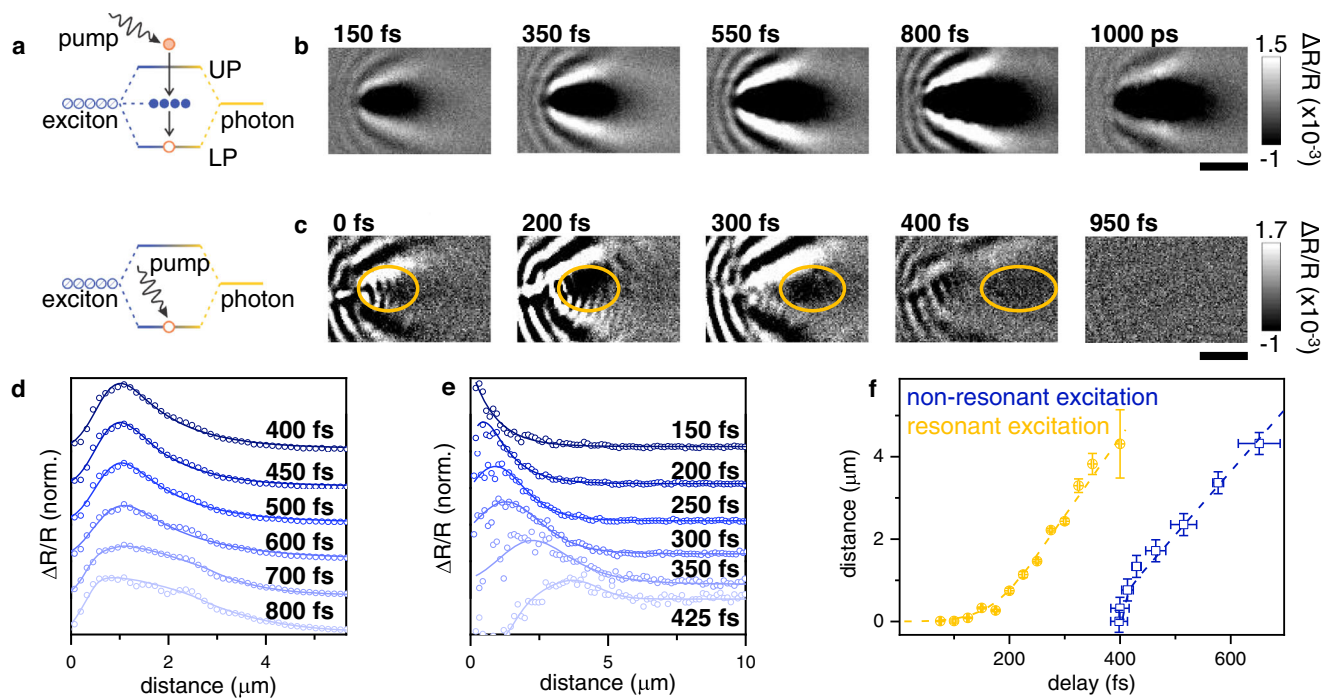 a
pump
UP
exciton
photon
LP
b
150 fs
350 fs
550 fs
800 fs
1000 ps
1.5
-1
ΔR/R (x10-3)
pump
exciton
photon
c
0 fs
200 fs
300 fs
400 fs
950 fs
1.7
-1
ΔR/R (x10-3)
d
400 fs
450 fs
500 fs
600 fs
700 fs
800 fs
ΔR/R (norm.)
0 2 4
distance (μm)
e
150 fs
200 fs
250 fs
300 fs
350 fs
425 fs
ΔR/R (norm.)
0 5 10
distance (μm)
f
non-resonant excitation
resonant excitation
4
2
0
distance (μm)
200 400 600
delay (fs)